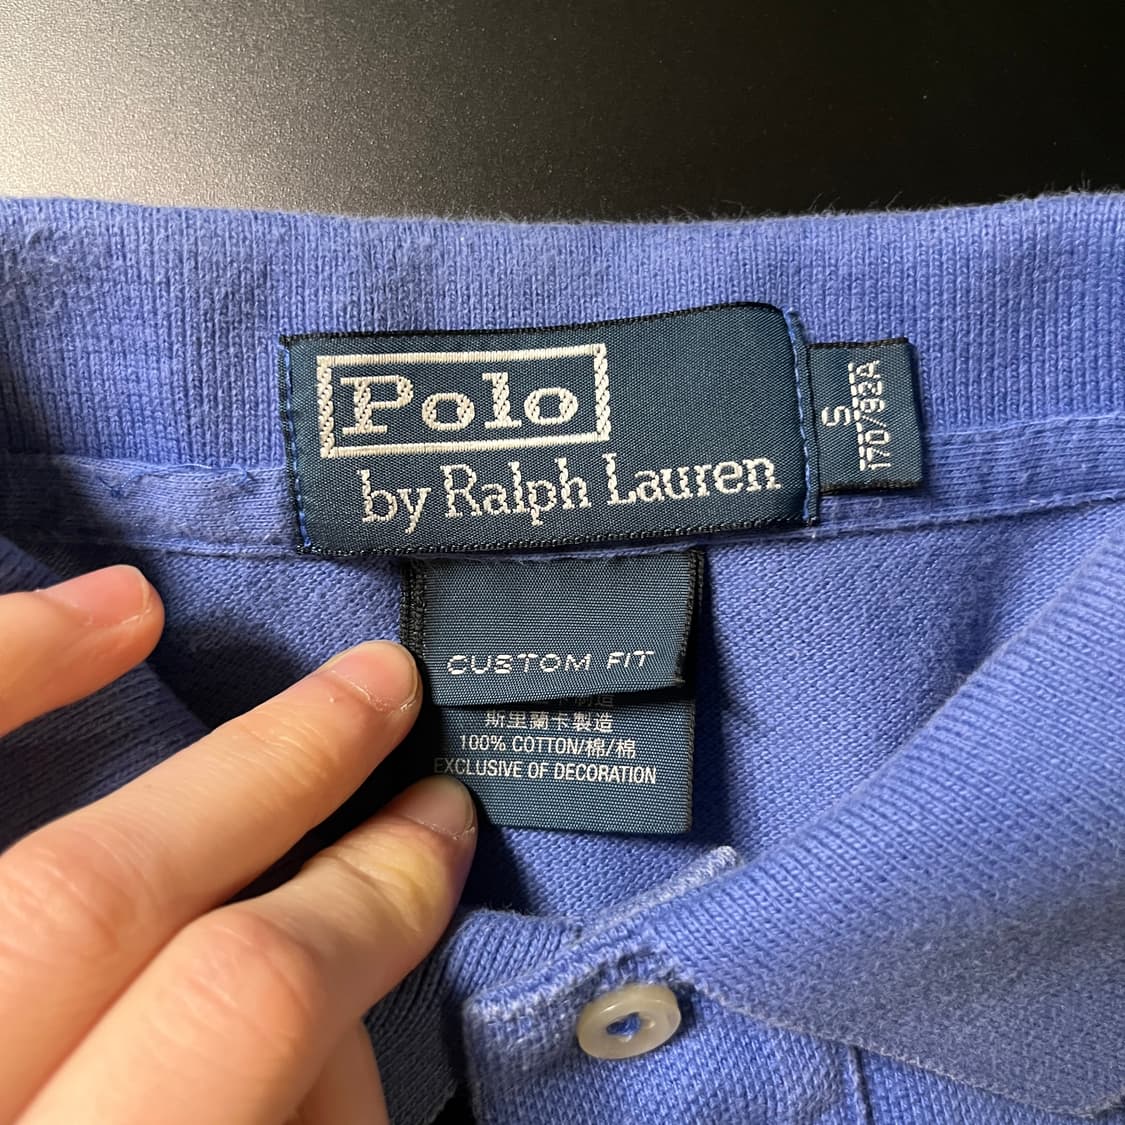 Polo
by Ralph Lauren
S
170/92A
CUSTOM FIT
斯里蘭卡製造
100% COTTON/棉/棉
EXCLUSIVE OF DECORATION